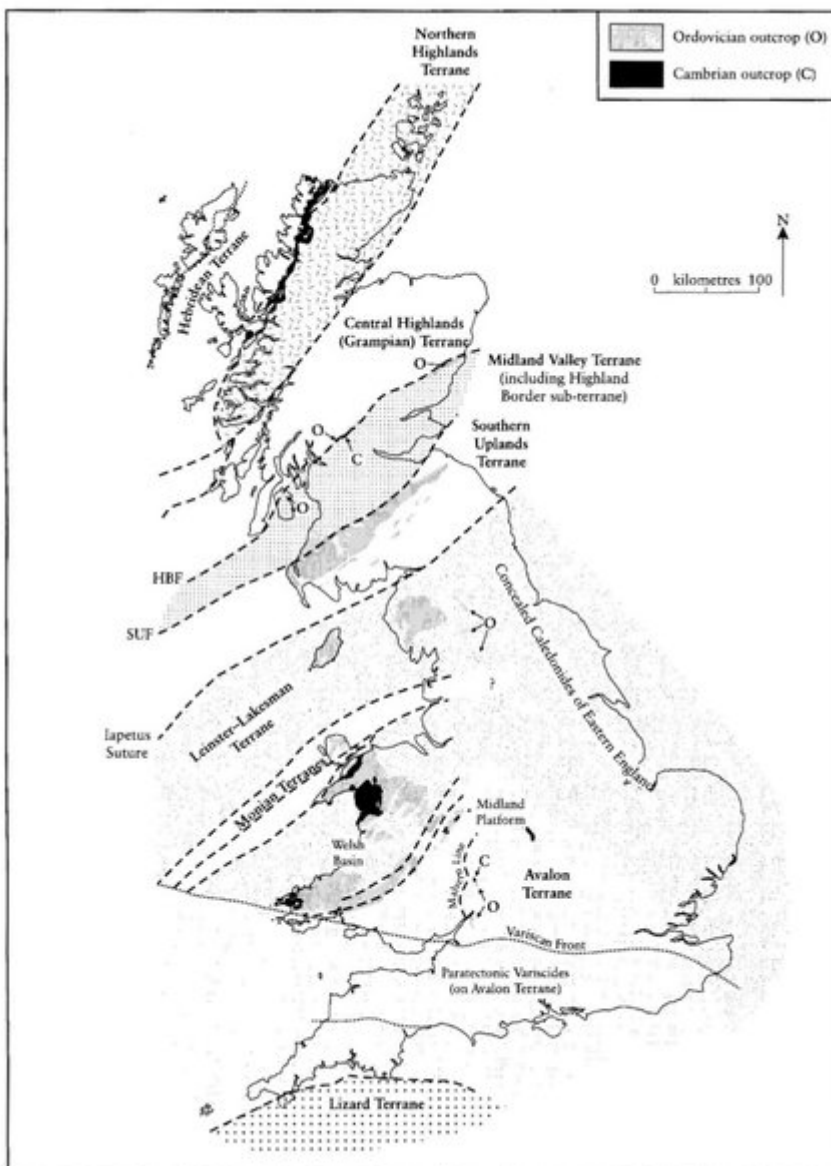 Northern
Highlands
Terrane
Ordovician outcrop (O)
Cambrian outcrop (C)
N
0 kilometres 100
Hebridean Terrane
Central Highlands
(Grampian) Terrane
O
Midland Valley Terrane
(including Highland
Border sub-terrane)
Southern
Uplands
Terrane
O
C
O
HBF
SUF
Iapetus
Suture
O
?
Concealed Caledonides of Eastern England
Leinster–Lakesman
Terrane
Monian Terrane
Welsh
Basin
Midland
Platform
Malvern Line
C
O
Avalon
Terrane
Variscan Front
Paratectonic Variscides
(on Avalon Terrane)
Lizard Terrane